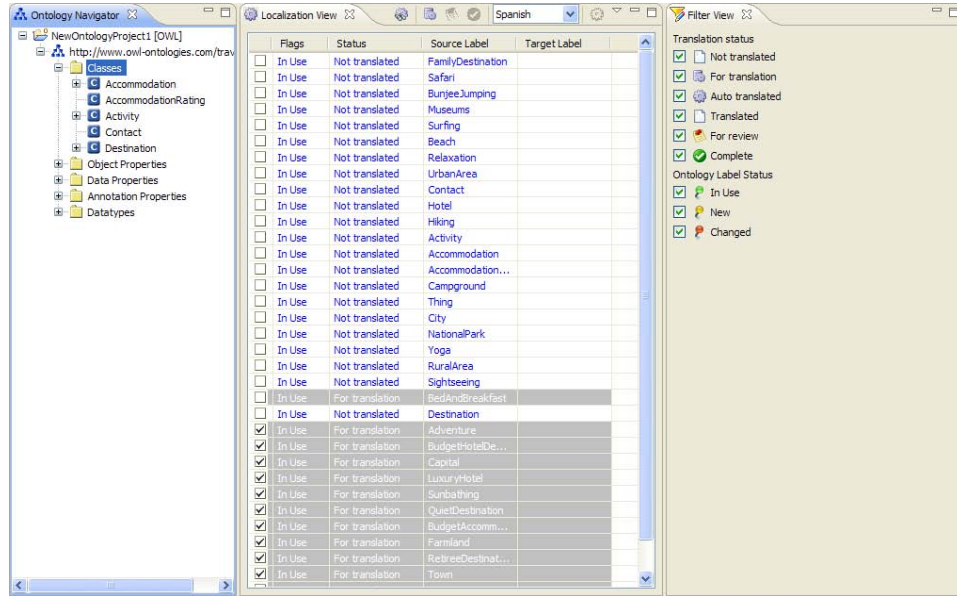 Ontology Navigator
NewOntologyProject1 [OWL]
http://www.owl-ontologies.com/trav
Classes
Accommodation
AccommodationRating
Activity
Contact
Destination
Object Properties
Data Properties
Annotation Properties
Datatypes
Localization View Spanish
Flags Status Source Label Target Label
In Use Not translated FamilyDestination
In Use Not translated Safari
In Use Not translated BunjeeJumping
In Use Not translated Museums
In Use Not translated Surfing
In Use Not translated Beach
In Use Not translated Relaxation
In Use Not translated UrbanArea
In Use Not translated Contact
In Use Not translated Hotel
In Use Not translated Hiking
In Use Not translated Activity
In Use Not translated Accommodation
In Use Not translated Accommodation...
In Use Not translated Campground
In Use Not translated Thing
In Use Not translated City
In Use Not translated NationalPark
In Use Not translated Yoga
In Use Not translated RuralArea
In Use Not translated Sightseeing
In Use For translation BedAndBreakfast
In Use Not translated Destination
In Use For translation Adventure
In Use For translation BudgetHotelDe...
In Use For translation Capital
In Use For translation LuxuryHotel
In Use For translation Sunbathing
In Use For translation QuietDestination
In Use For translation BudgetAccomm...
In Use For translation Farmland
In Use For translation RetireeDestinat...
In Use For translation Town
Filter View
Translation status
Not translated
For translation
Auto translated
Translated
For review
Complete
Ontology Label Status
In Use
New
Changed